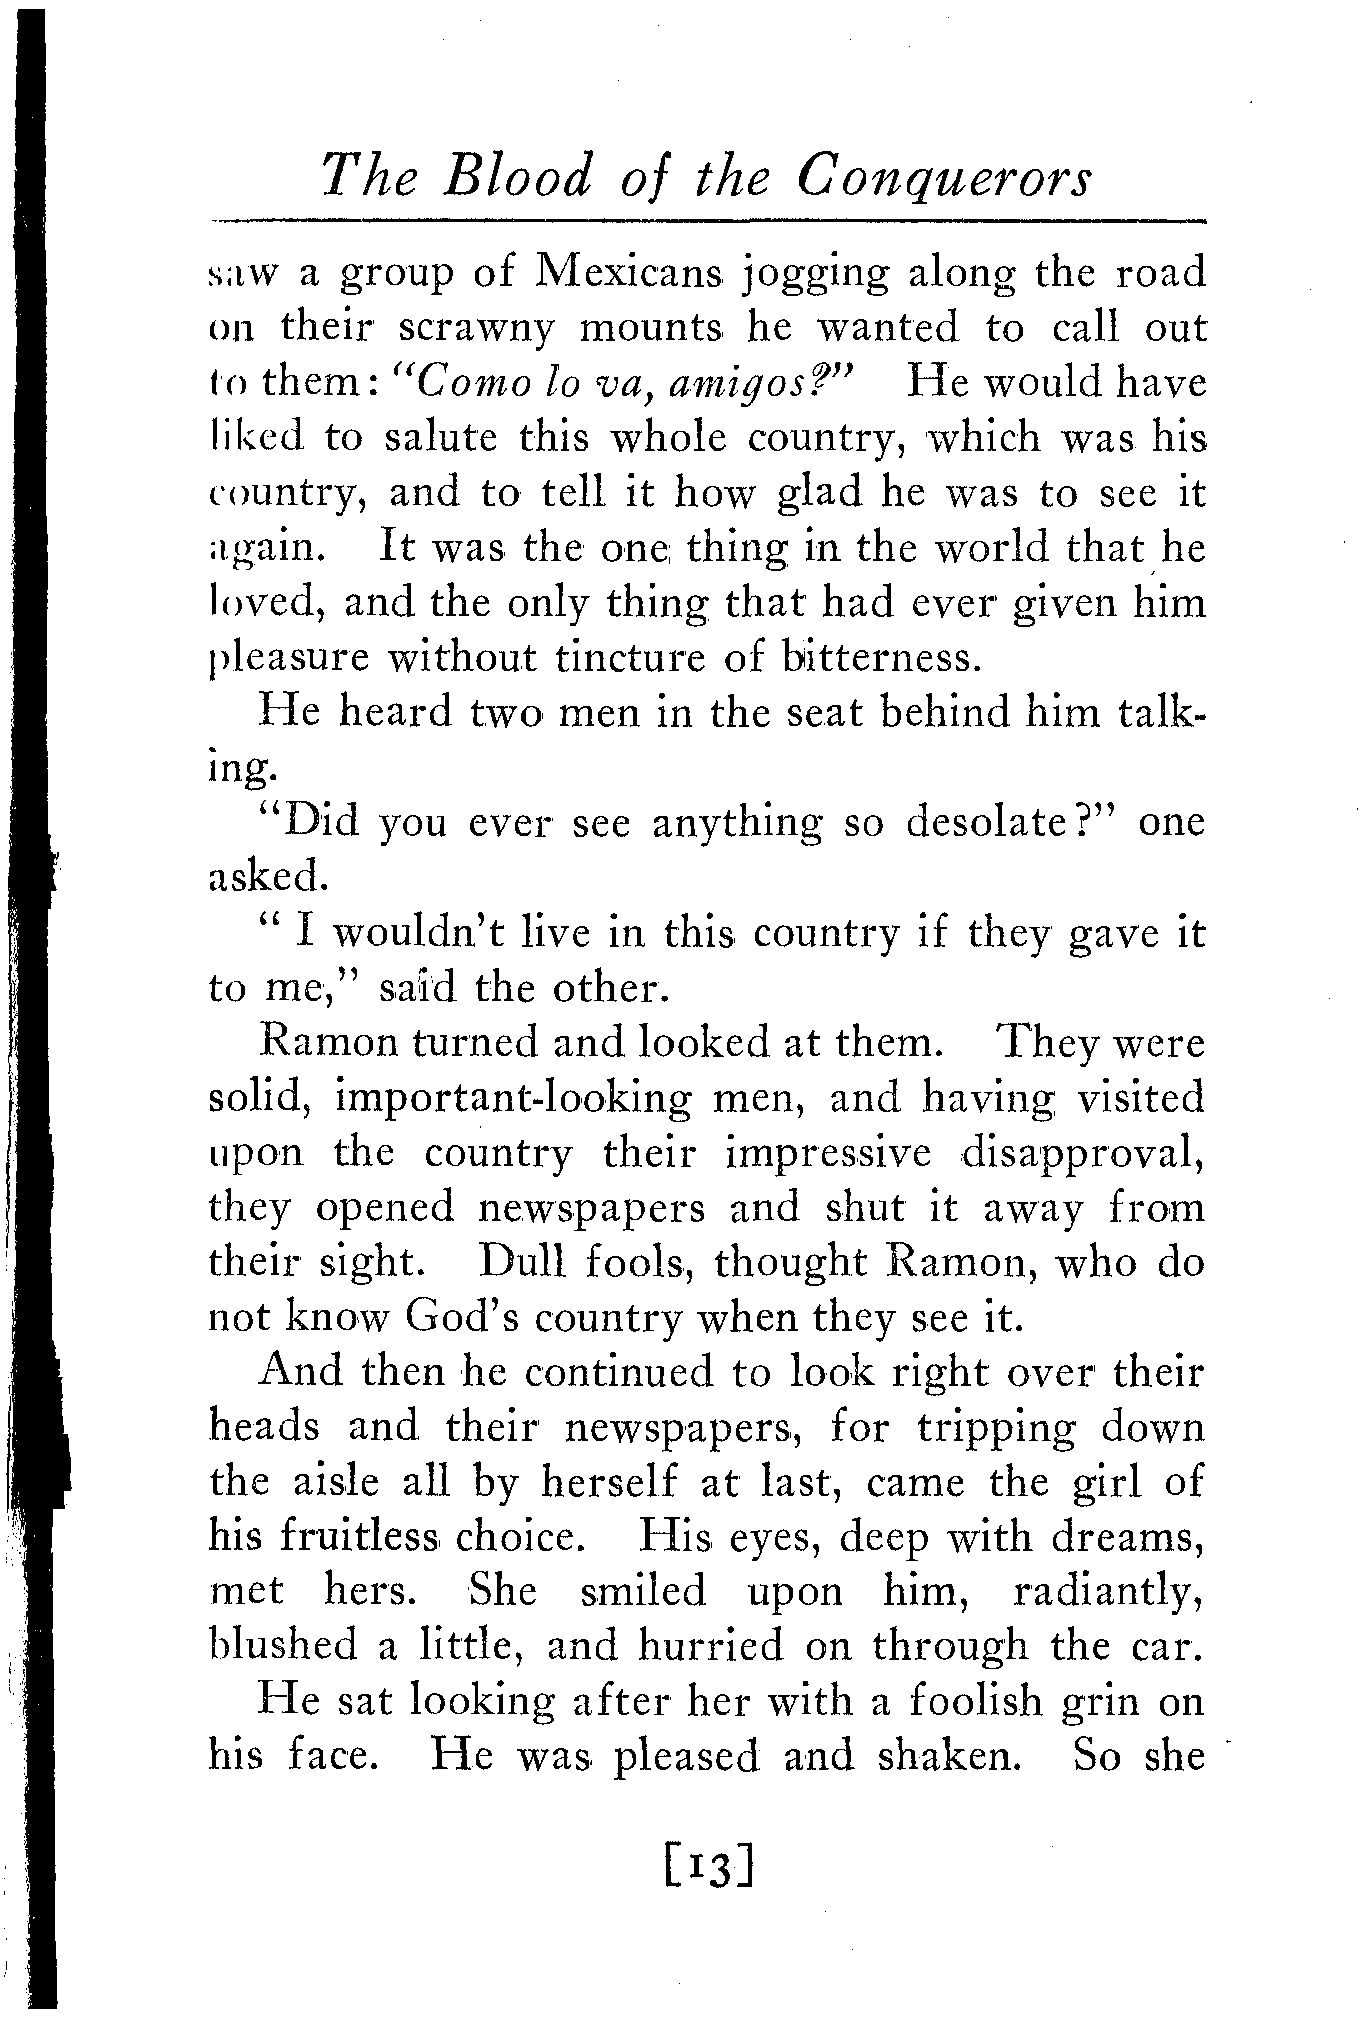 The Blood of the Conquerors
saw a group of Mexicans jogging along the road
on their scrawny mounts he wanted to call out
to them: "Como lo va, amigos?" He would have
liked to salute this whole country, which was his
country, and to tell it how glad he was to see it
again. It was the one thing in the world that he
loved, and the only thing that had ever given him
pleasure without tincture of bitterness.
He heard two men in the seat behind him talk-
ing.
"Did you ever see anything so desolate?" one
asked.
" I wouldn't live in this country if they gave it
to me," said the other.
Ramon turned and looked at them. They were
solid, important-looking men, and having visited
upon the country their impressive disapproval,
they opened newspapers and shut it away from
their sight. Dull fools, thought Ramon, who do
not know God's country when they see it.
And then he continued to look right over their
heads and their newspapers, for tripping down
the aisle all by herself at last, came the girl of
his fruitless choice. His eyes, deep with dreams,
met hers. She smiled upon him, radiantly,
blushed a little, and hurried on through the car.
He sat looking after her with a foolish grin on
his face. He was pleased and shaken. So she
[13]